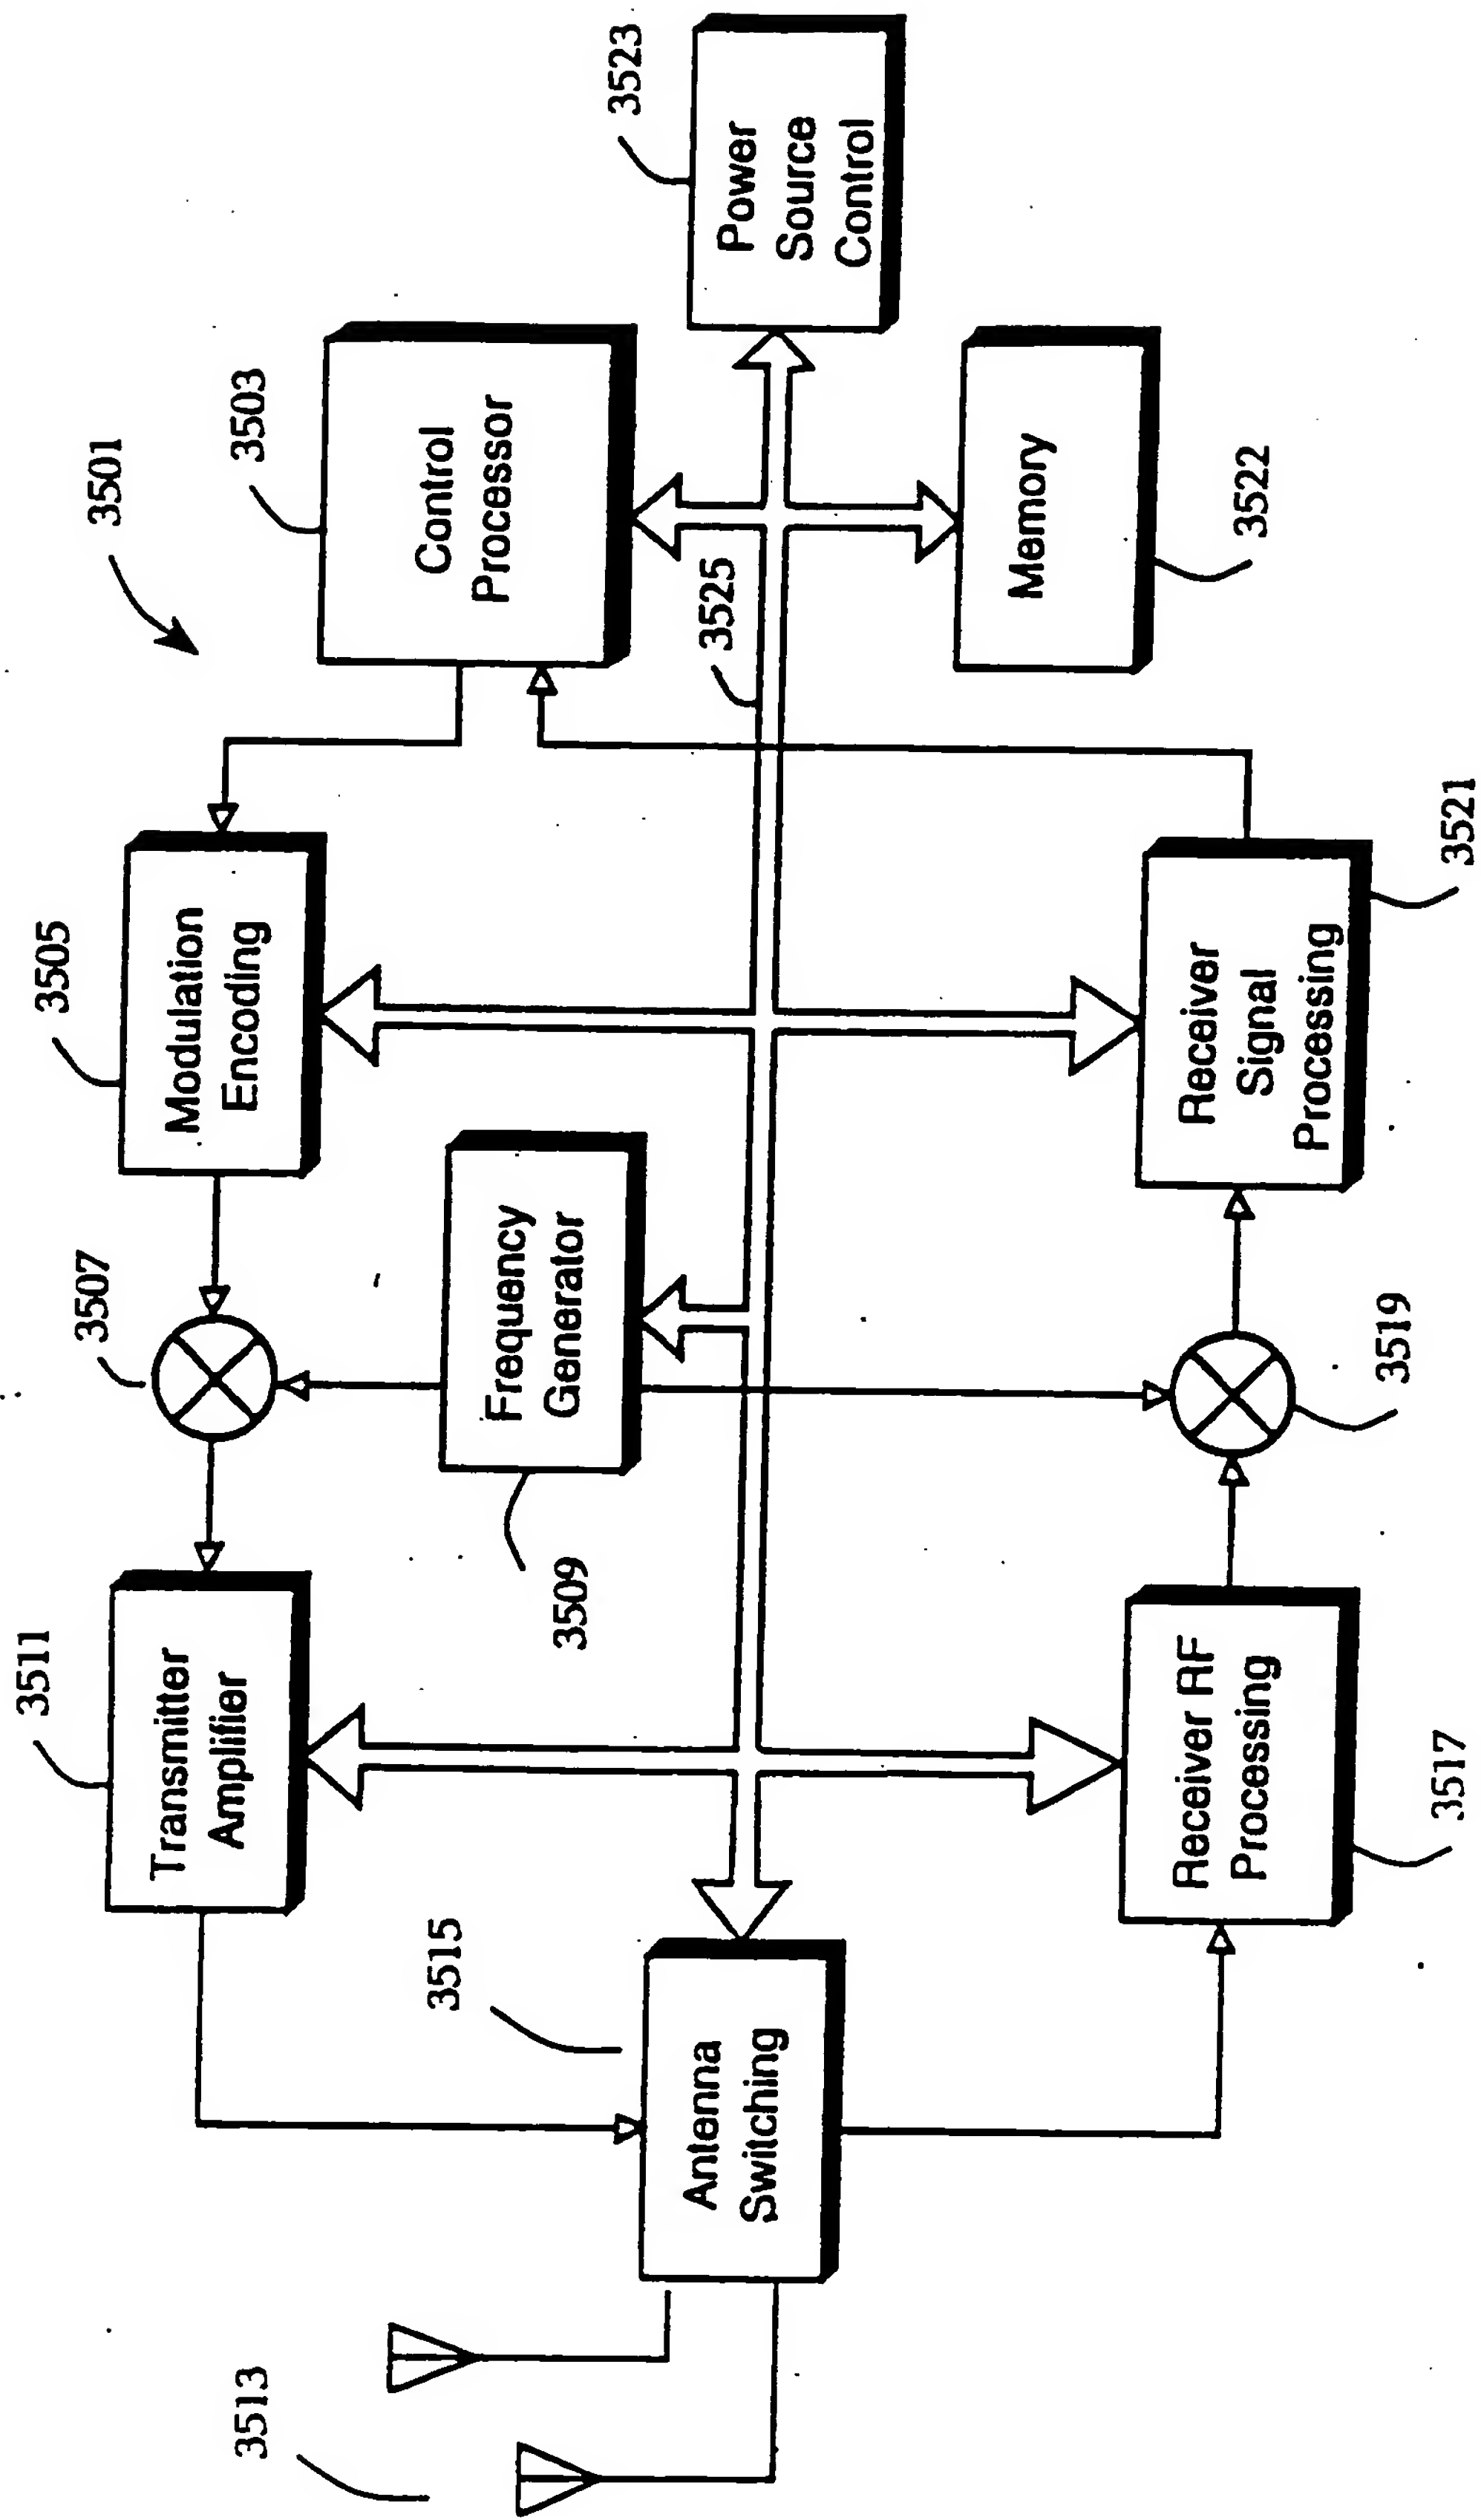 3511
3507
3505
3501
3503
3523
Transmitter
Amplifier
Modulation
Encoding
Control
Processor
Power
Source
Control
3513
3515
3509
Frequency
Generator
3525
Antenna
Switching
Receiver RF
Processing
Receiver
Signal
Processing
Memory
3517
3519
3521
3522